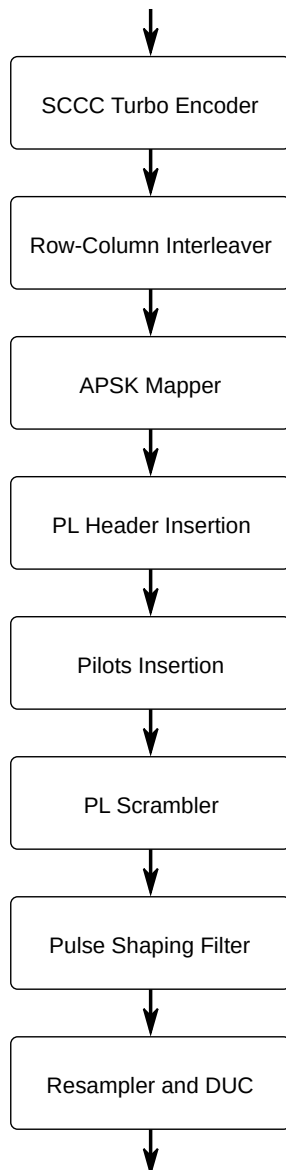 SCCC Turbo Encoder
Row-Column Interleaver
APSK Mapper
PL Header Insertion
Pilots Insertion
PL Scrambler
Pulse Shaping Filter
Resampler and DUC